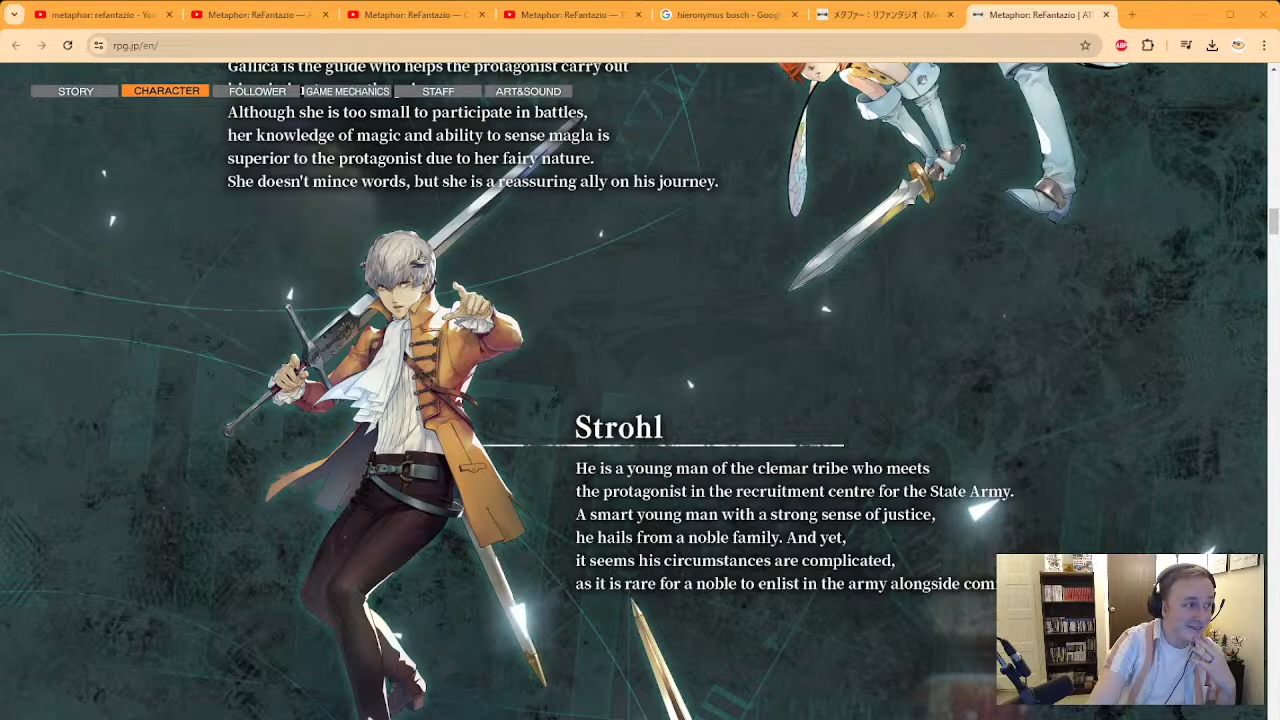 metaphor: refantazio - You
Metaphor: ReFantazio —
Metaphor: ReFantazio —
Metaphor: ReFantazio —
hieronymus bosch - Goog
メタファー：リファンタジオ（Me
Metaphor: ReFantazio | AT
rpg.jp/en/
ABP
Gallica is the guide who helps the protagonist carry out
STORY
CHARACTER
FOLLOWER
GAME MECHANICS
STAFF
ART&SOUND
Although she is too small to participate in battles,
her knowledge of magic and ability to sense magla is
superior to the protagonist due to her fairy nature.
She doesn't mince words, but she is a reassuring ally on his journey.
Strohl
He is a young man of the clemar tribe who meets
the protagonist in the recruitment centre for the State Army.
A smart young man with a strong sense of justice,
he hails from a noble family. And yet,
it seems his circumstances are complicated,
as it is rare for a noble to enlist in the army alongside com